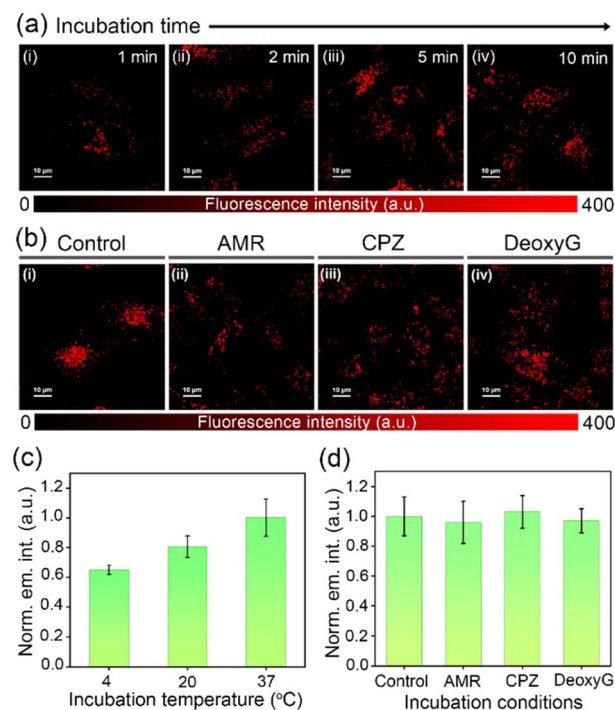 (a) Incubation time
(i) 1 min (ii) 2 min (iii) 5 min (iv) 10 min
10 μm 10 μm 10 μm 10 μm
0 Fluorescence intensity (a.u.) 400
(b) Control AMR CPZ DeoxyG
(i) (ii) (iii) (iv)
10 μm 10 μm 10 μm 10 μm
0 Fluorescence intensity (a.u.) 400
(c)
Norm. em. int. (a.u.)
1.2
1.0
0.8
0.6
0.4
0.2
0.0
4 20 37
Incubation temperature (°C)
(d)
Norm. em. int. (a.u.)
1.2
1.0
0.8
0.6
0.4
0.2
0.0
Control AMR CPZ DeoxyG
Incubation conditions